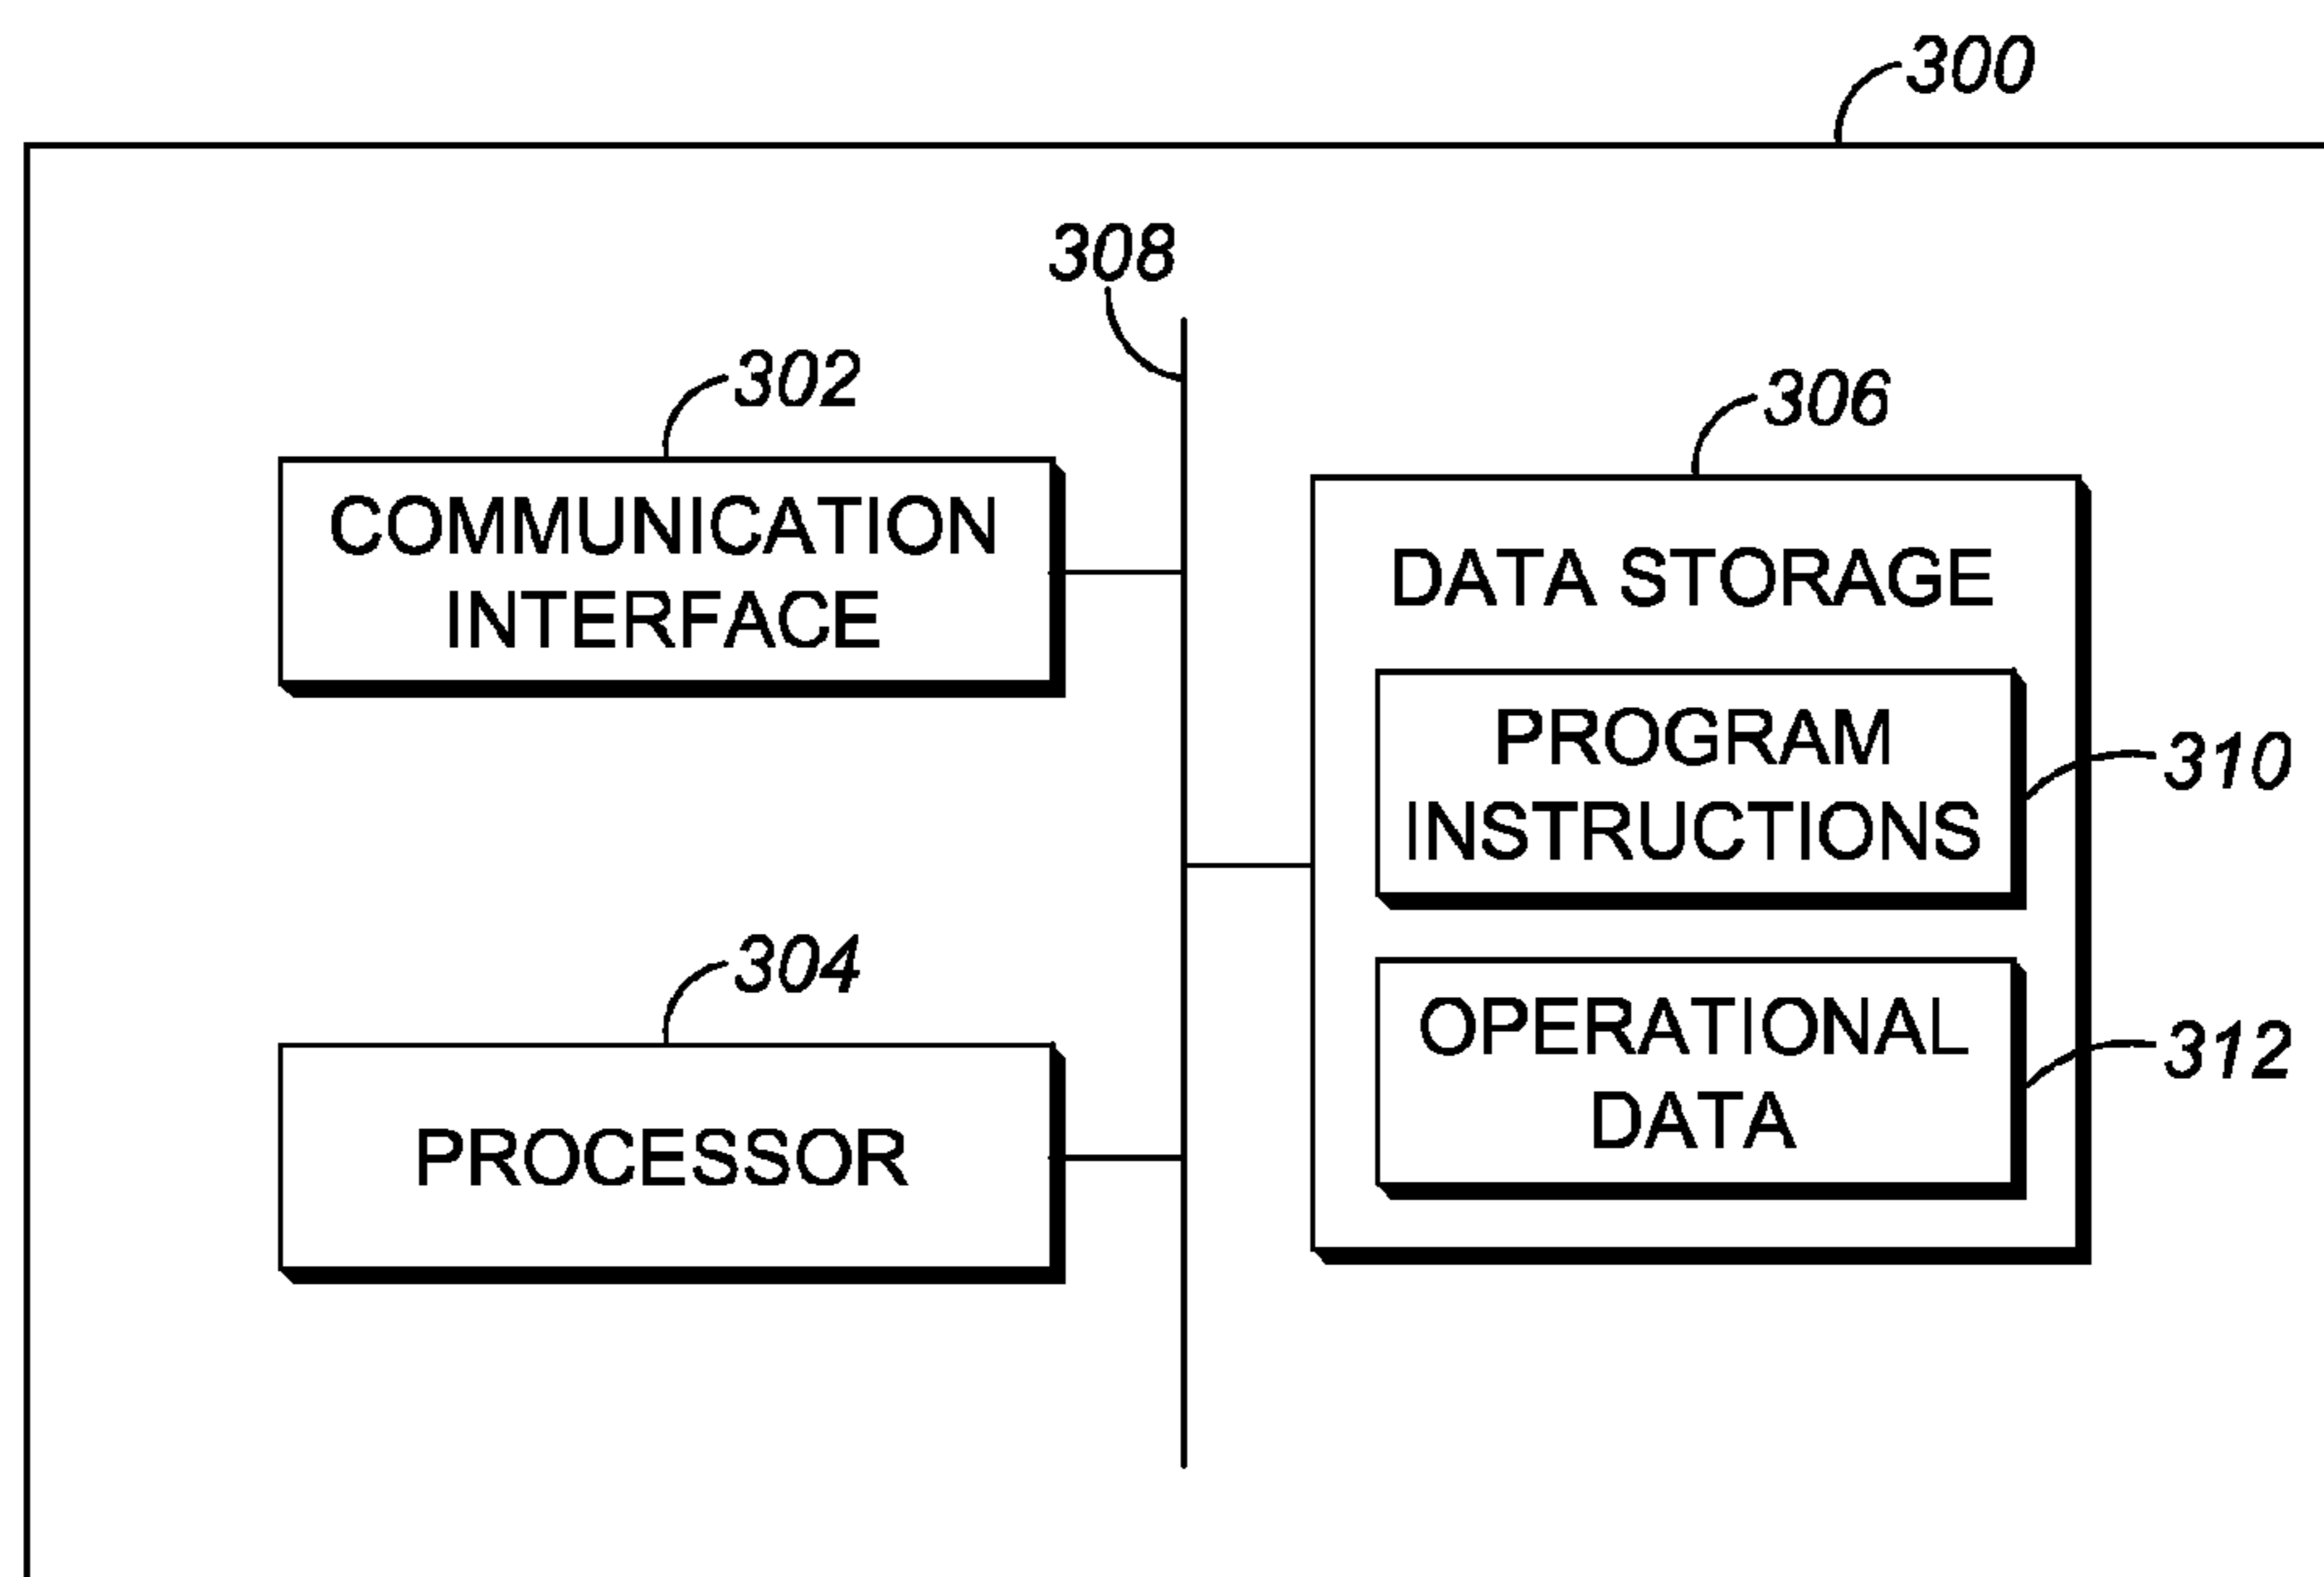 300
308
302
306
COMMUNICATION
INTERFACE
DATA STORAGE
PROGRAM
INSTRUCTIONS
310
304
OPERATIONAL
DATA
312
PROCESSOR